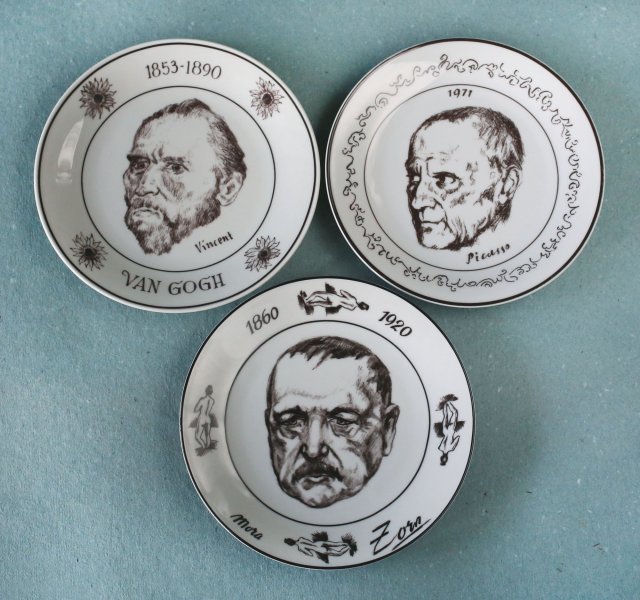 1853-1890
Vincent
VAN GOGH
1971
Picasso
1860 1920
Mora Zorn